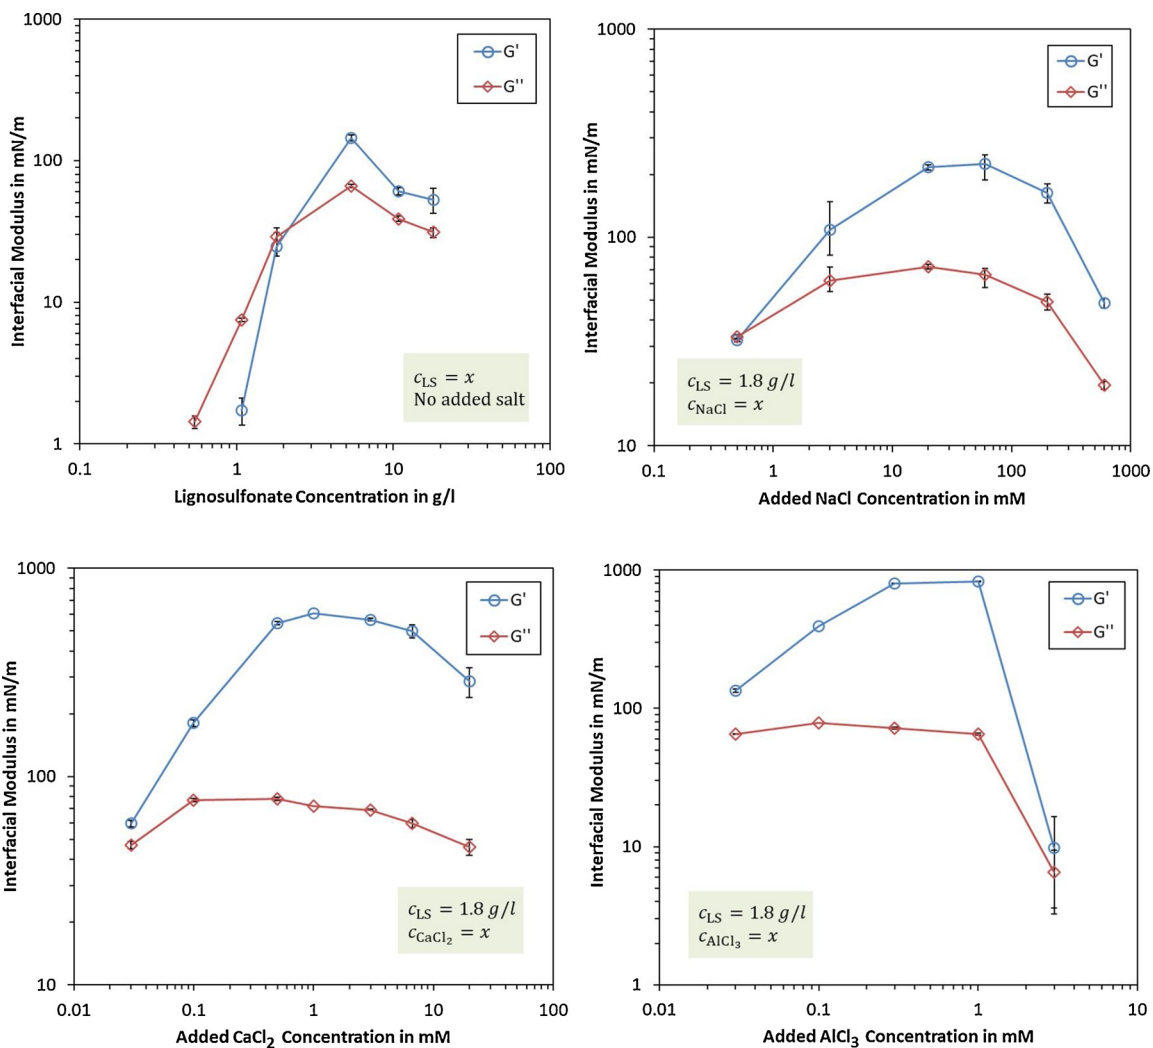 1000
100
10
1
0.1
1
10
100
Interfacial Modulus in mN/m
Lignosulfonate Concentration in g/l
G'
G''
c_LS = x
No added salt
1000
100
10
0.1
1
10
100
1000
Interfacial Modulus in mN/m
Added NaCl Concentration in mM
G'
G''
c_LS = 1.8 g/l
c_NaCl = x
1000
100
10
0.01
0.1
1
10
100
Interfacial Modulus in mN/m
Added CaCl₂ Concentration in mM
G'
G''
c_LS = 1.8 g/l
c_CaCl₂ = x
1000
100
10
1
0.01
0.1
1
10
Interfacial Modulus in mN/m
Added AlCl₃ Concentration in mM
G'
G''
c_LS = 1.8 g/l
c_AlCl₃ = x